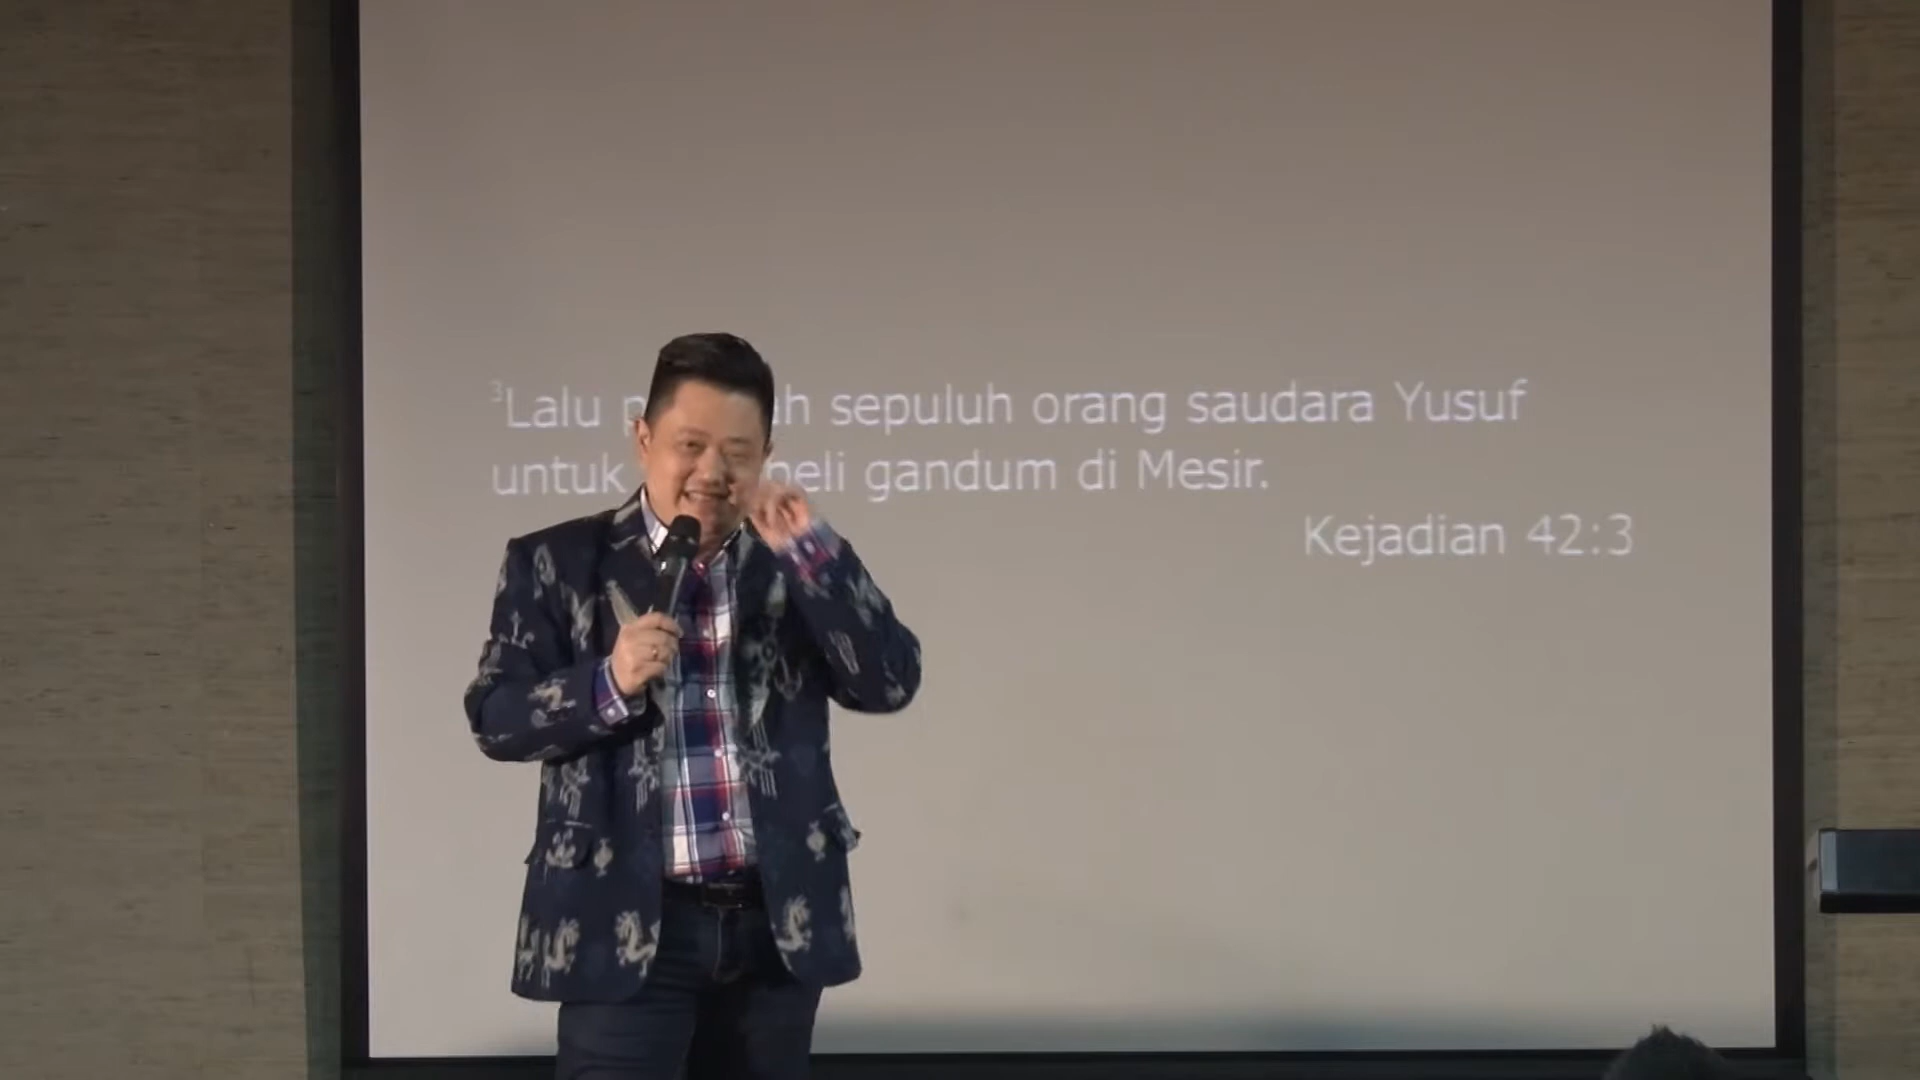 ³Lalu sepuluh orang saudara Yusuf
untuk gandum di Mesir.
Kejadian 42:3